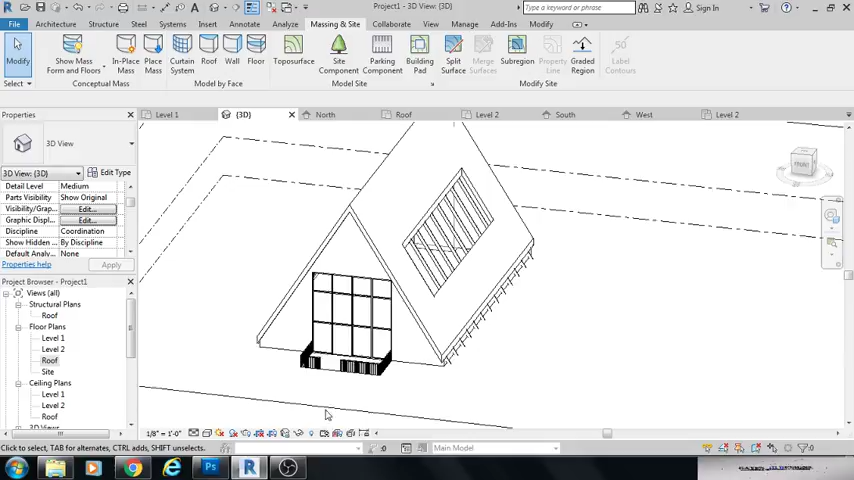 Project1 - 3D View: {3D}
Sign In
File Architecture Structure Steel Systems Insert Annotate Analyze Massing & Site Collaborate View Manage Add-Ins Modify
Modify
Show Mass
Form and Floors
In-Place
Mass
Place
Mass
Curtain
System
Roof
Wall
Floor
Toposurface
Site
Component
Parking
Component
Building
Pad
Split
Surface
Merge
Surfaces
Subregion
Property
Line
Graded
Region
50
Label
Contours
Select
Conceptual Mass
Model by Face
Model Site
Modify Site
Properties
Level 1
{3D}
North
Roof
Level 2
South
West
Level 2
3D View
3D View: {3D}
Edit Type
Detail Level Medium
Parts Visibility Show Original
Visibility/Grap... Edit...
Graphic Displ... Edit...
Discipline Coordination
Show Hidden ... By Discipline
Default Analy... None
Properties help
Apply
FRONT
Project Browser - Project1
Views (all)
Structural Plans
Roof
Floor Plans
Level 1
Level 2
Roof
Site
Ceiling Plans
Level 1
Level 2
Roof
3D Views
1/8" = 1'-0"
Click to select, TAB for alternates, CTRL adds, SHIFT unselects.
:0
Main Model
:0